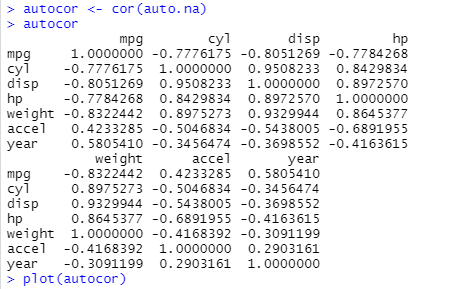 > autocor <- cor(auto.na)
> autocor
mpg cyl disp hp
mpg 1.0000000 -0.7776175 -0.8051269 -0.7784268
cyl -0.7776175 1.0000000 0.9508233 0.8429834
disp -0.8051269 0.9508233 1.0000000 0.8972570
hp -0.7784268 0.8429834 0.8972570 1.0000000
weight -0.8322442 0.8975273 0.9329944 0.8645377
accel 0.4233285 -0.5046834 -0.5438005 -0.6891955
year 0.5805410 -0.3456474 -0.3698552 -0.4163615
weight accel year
mpg -0.8322442 0.4233285 0.5805410
cyl 0.8975273 -0.5046834 -0.3456474
disp 0.9329944 -0.5438005 -0.3698552
hp 0.8645377 -0.6891955 -0.4163615
weight 1.0000000 -0.4168392 -0.3091199
accel -0.4168392 1.0000000 0.2903161
year -0.3091199 0.2903161 1.0000000
> plot(autocor)